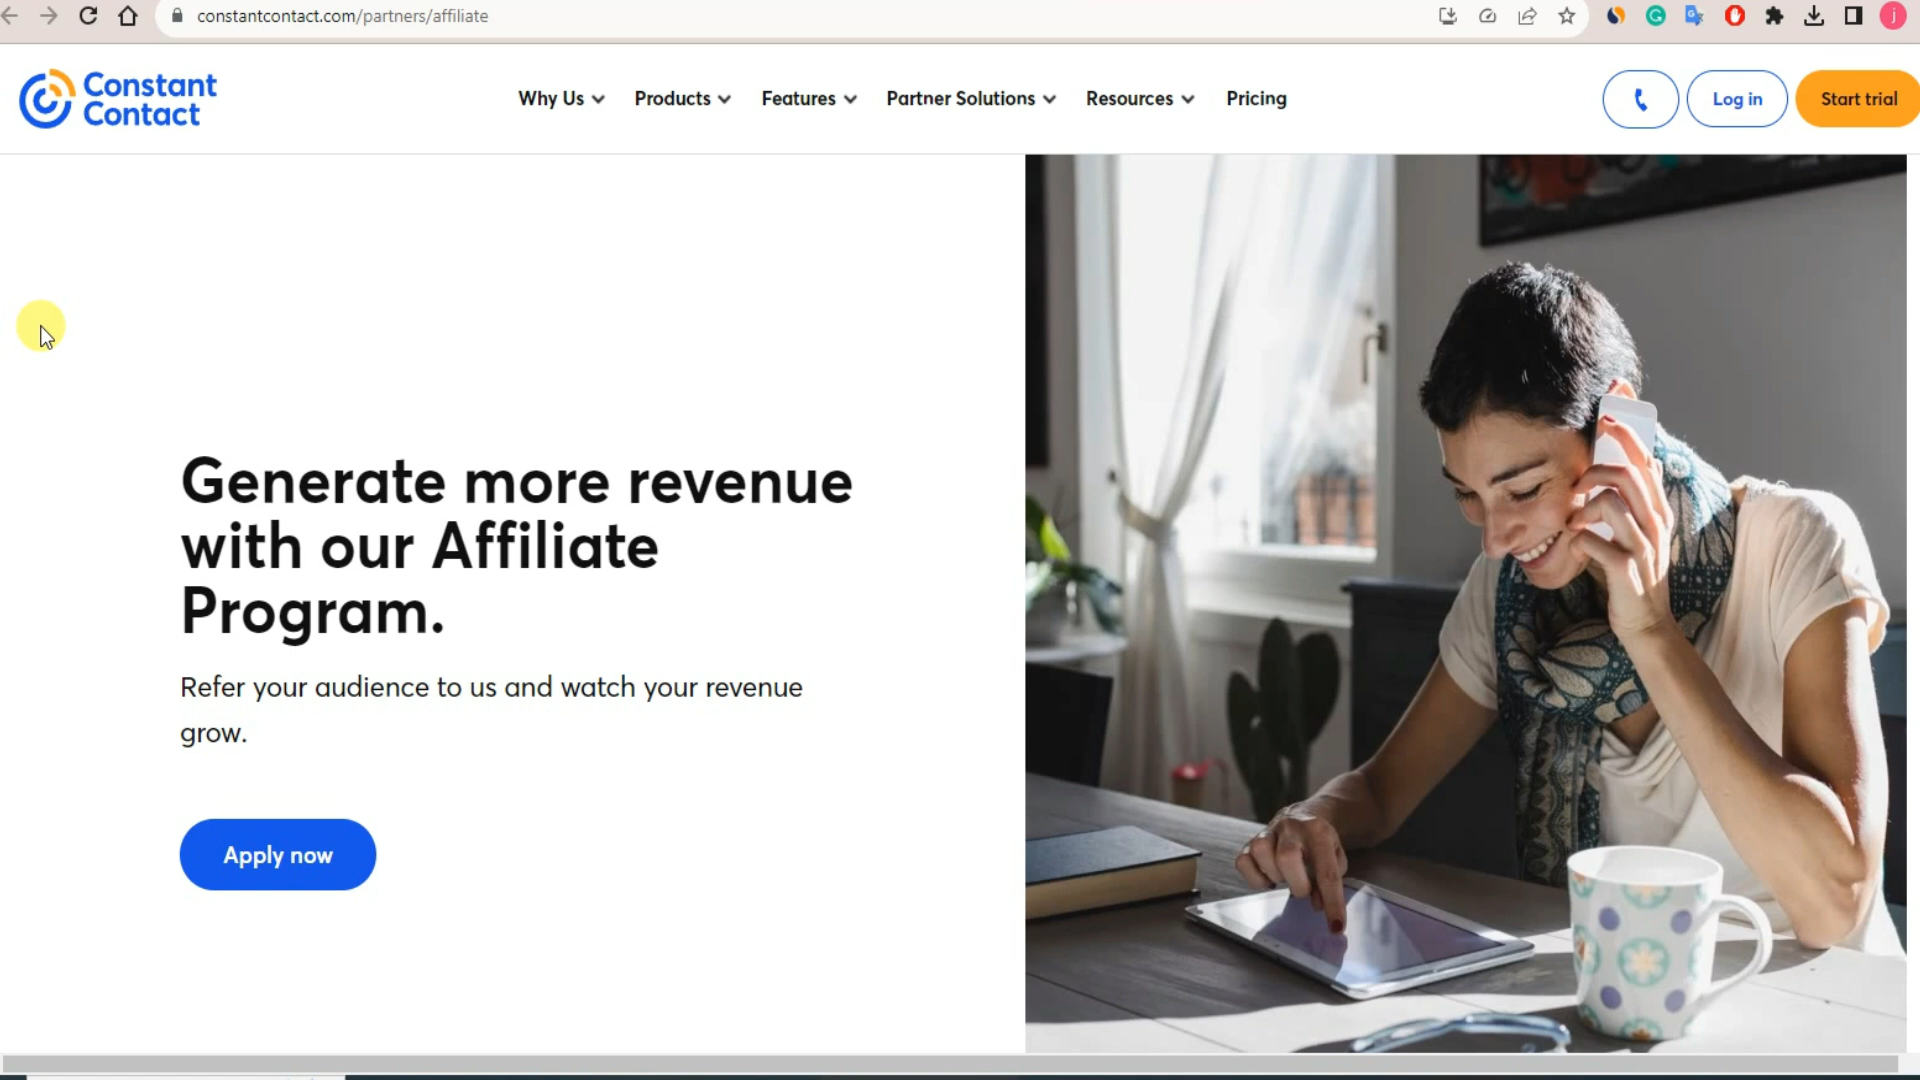 constantcontact.com/partners/affiliate
j
Constant
Contact
Why Us
Products
Features
Partner Solutions
Resources
Pricing
Log in
Start trial
Generate more revenue
with our Affiliate
Program.
Refer your audience to us and watch your revenue
grow.
Apply now